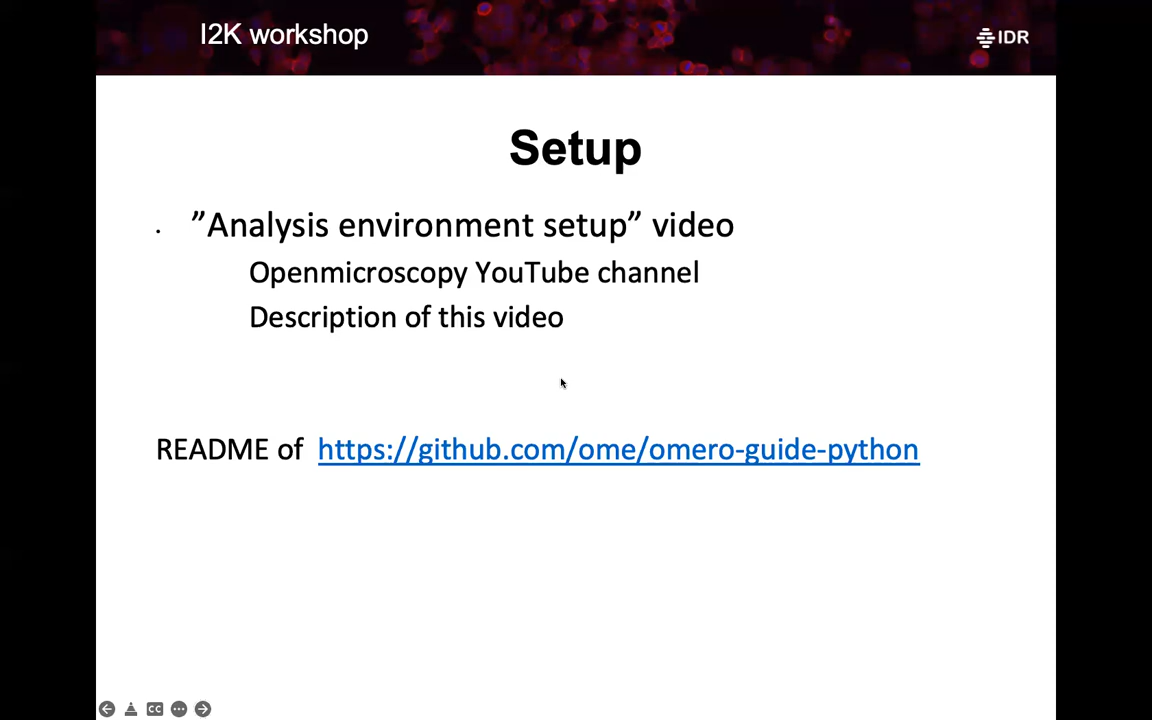 I2K workshop
IDR
Setup
. ”Analysis environment setup” video
Openmicroscopy YouTube channel
Description of this video
README of https://github.com/ome/omero-guide-python
CC